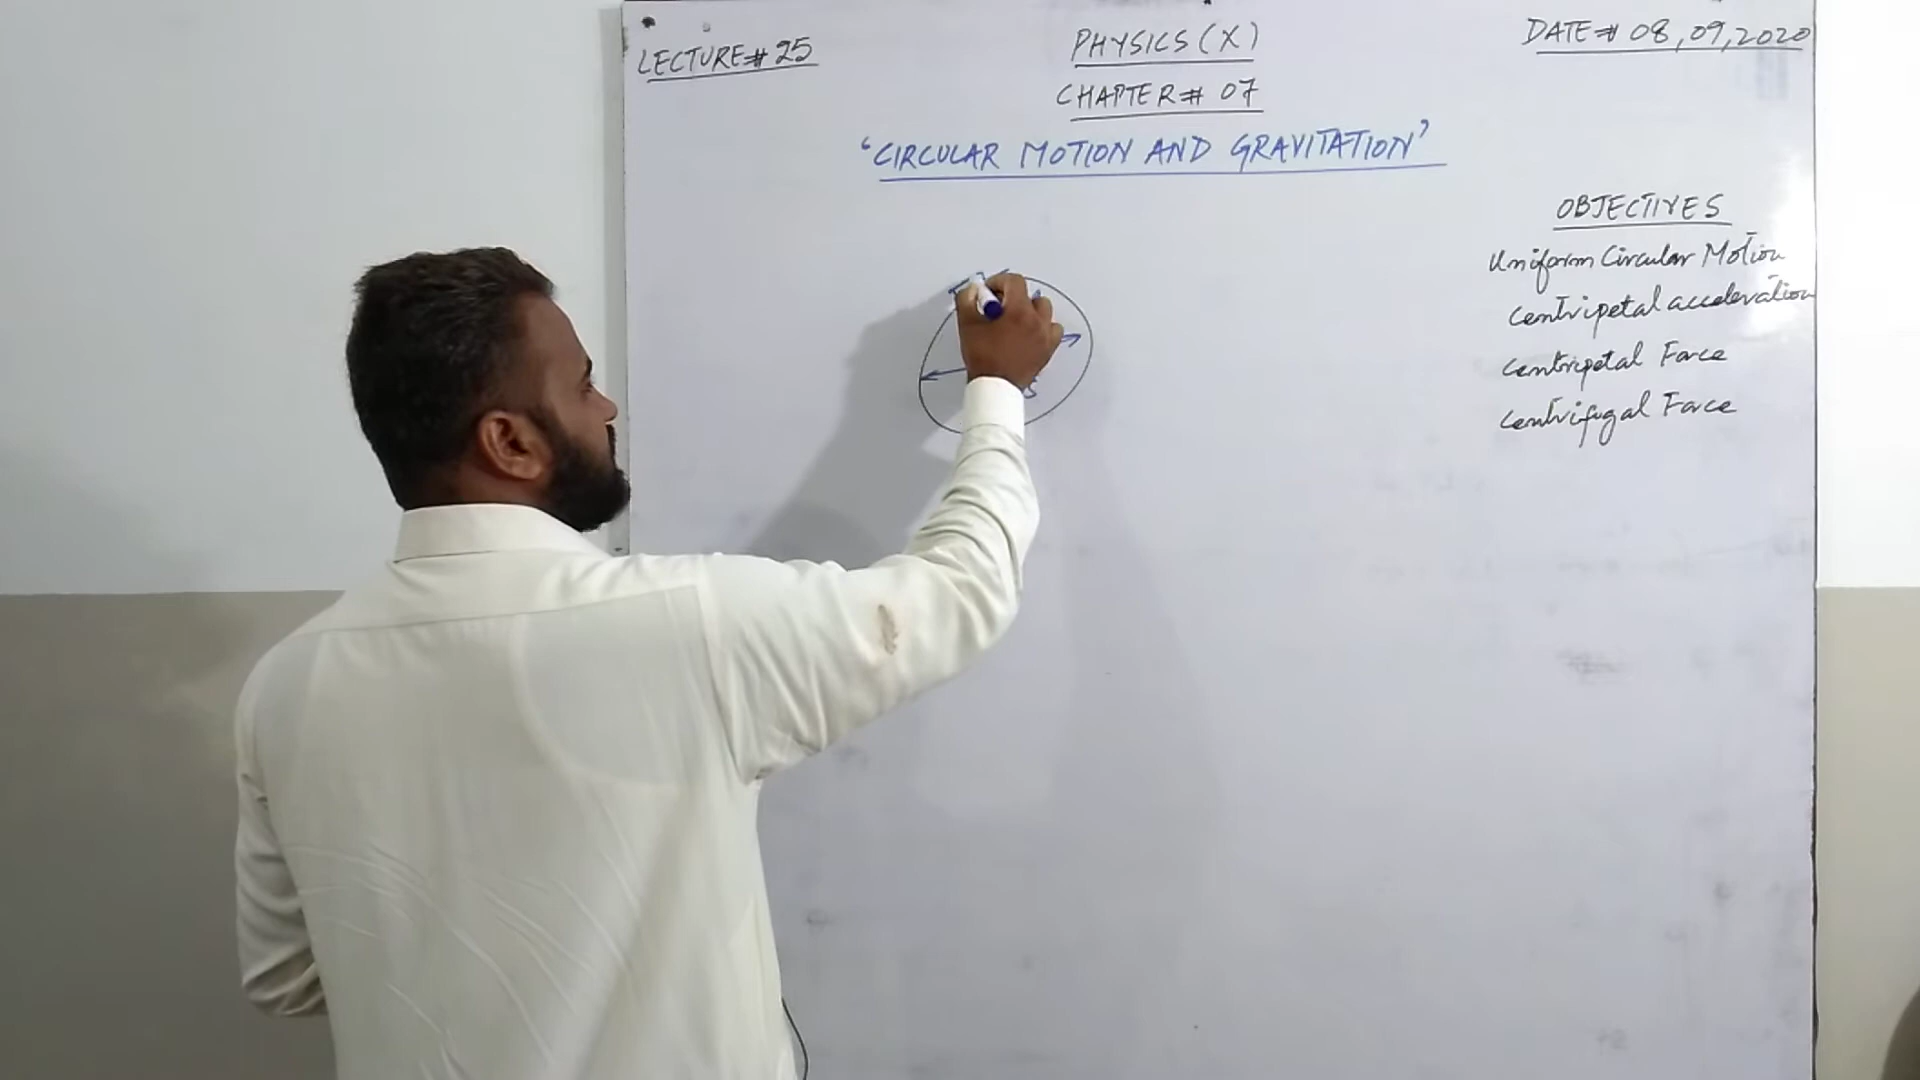 LECTURE# 25
PHYSICS (X)
DATE# 08,09,2020
CHAPTER# 07
"CIRCULAR MOTION AND GRAVITATION"
OBJECTIVES
Uniform Circular Motion
Centripetal acceleration
Centripetal Force
Centrifugal Force